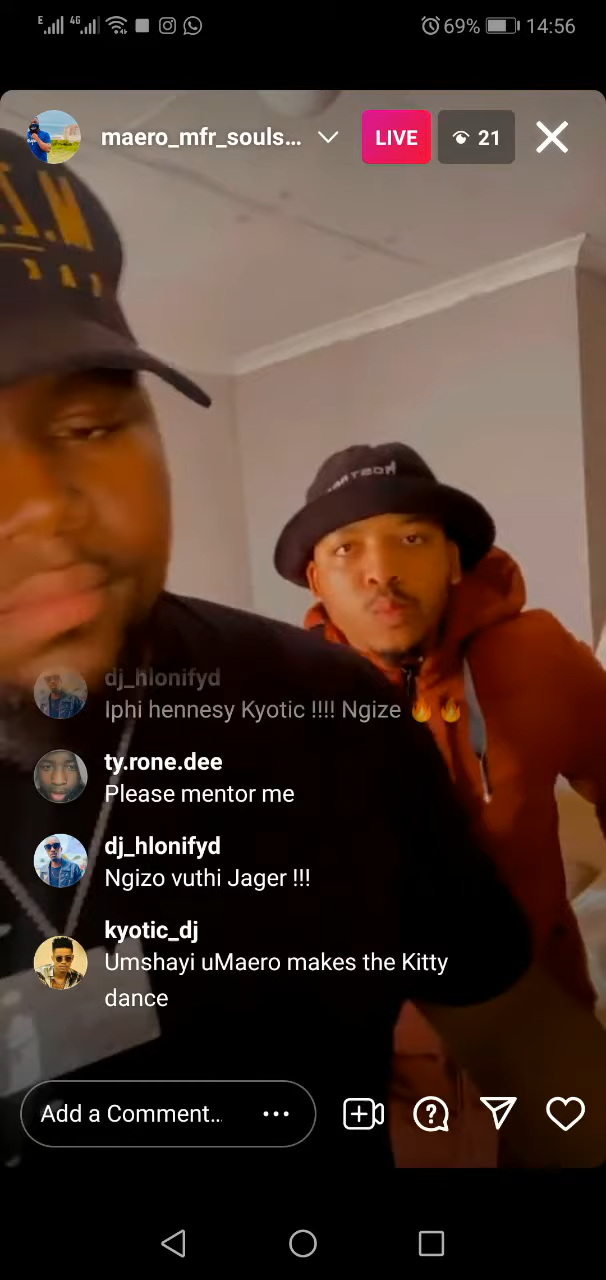 E 4G 69% 14:56
maero_mfr_souls... LIVE 21
dj_hlonifyd
Iphi hennesy Kyotic !!!! Ngize 🔥🔥
ty.rone.dee
Please mentor me
dj_hlonifyd
Ngizo vuthi Jager !!!
kyotic_dj
Umshayi uMaero makes the Kitty
dance
Add a Comment..